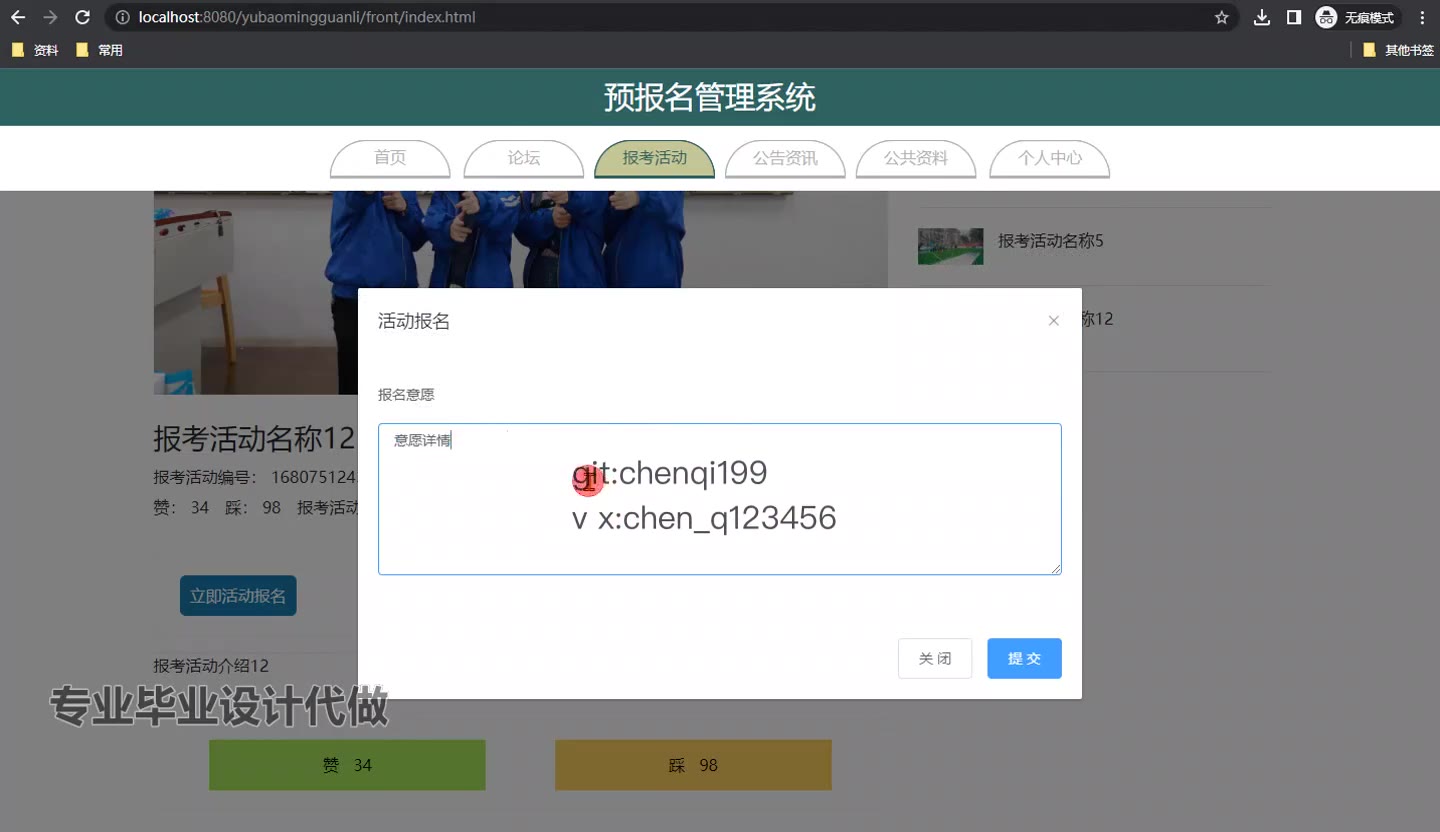 localhost:8080/yubaomingguanli/front/index.html
无痕模式
资料
常用
其他书签
预报名管理系统
首页
论坛
报考活动
公告资讯
公共资料
个人中心
报考活动名称5
称12
活动报名
报名意愿
意愿详情
git:chenqi199
v x:chen_q123456
报考活动名称12
报考活动编号： 168075124
赞： 34 踩： 98 报考活动
立即活动报名
关 闭
提 交
报考活动介绍12
专业毕业设计代做
赞 34
踩 98